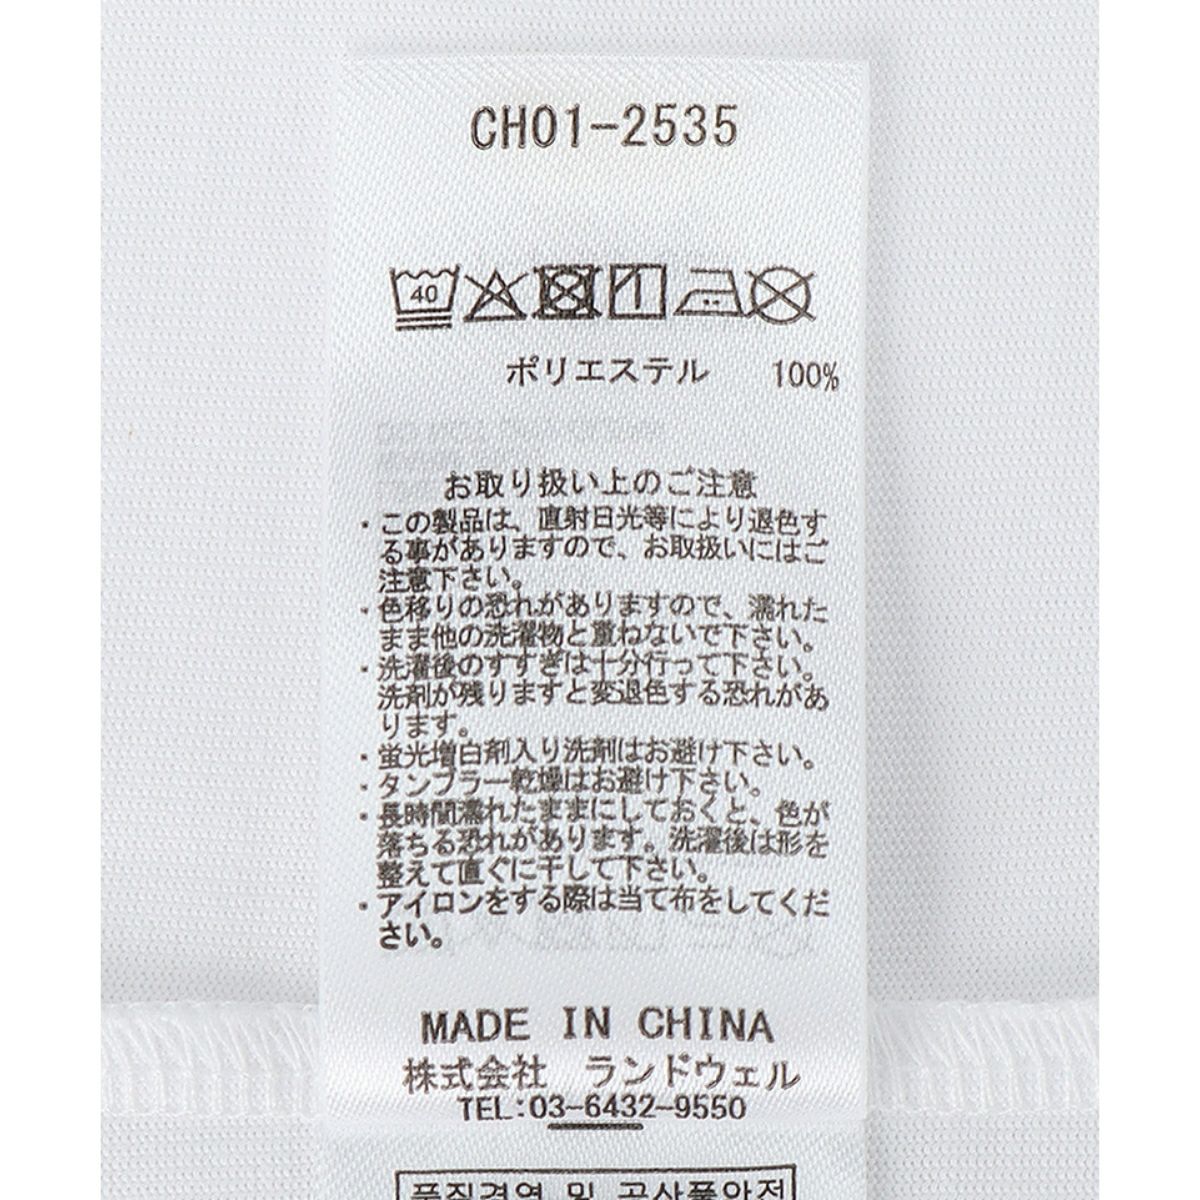 CH01-2535
40
ポリエステル 100%
お取り扱い上のご注意
・この製品は、直射日光等により退色す
る事がありますので、お取扱いにはご
注意下さい。
・色移りの恐れがありますので、濡れた
まま他の洗濯物と重ねないで下さい。
・洗濯後のすすぎは十分行って下さい。
洗剤が残りますと変退色する恐れがあ
ります。
・蛍光増白剤入り洗剤はお避け下さい。
・タンブラー乾燥はお避け下さい。
・長時間濡れたままにしておくと、色が
落ちる恐れがあります。洗濯後は形を
整えて直ぐに干して下さい。
・アイロンをする際は当て布をしてくだ
さい。
MADE IN CHINA
株式会社 ランドウェル
TEL:03-6432-9550
품질경영 및 공산품안전